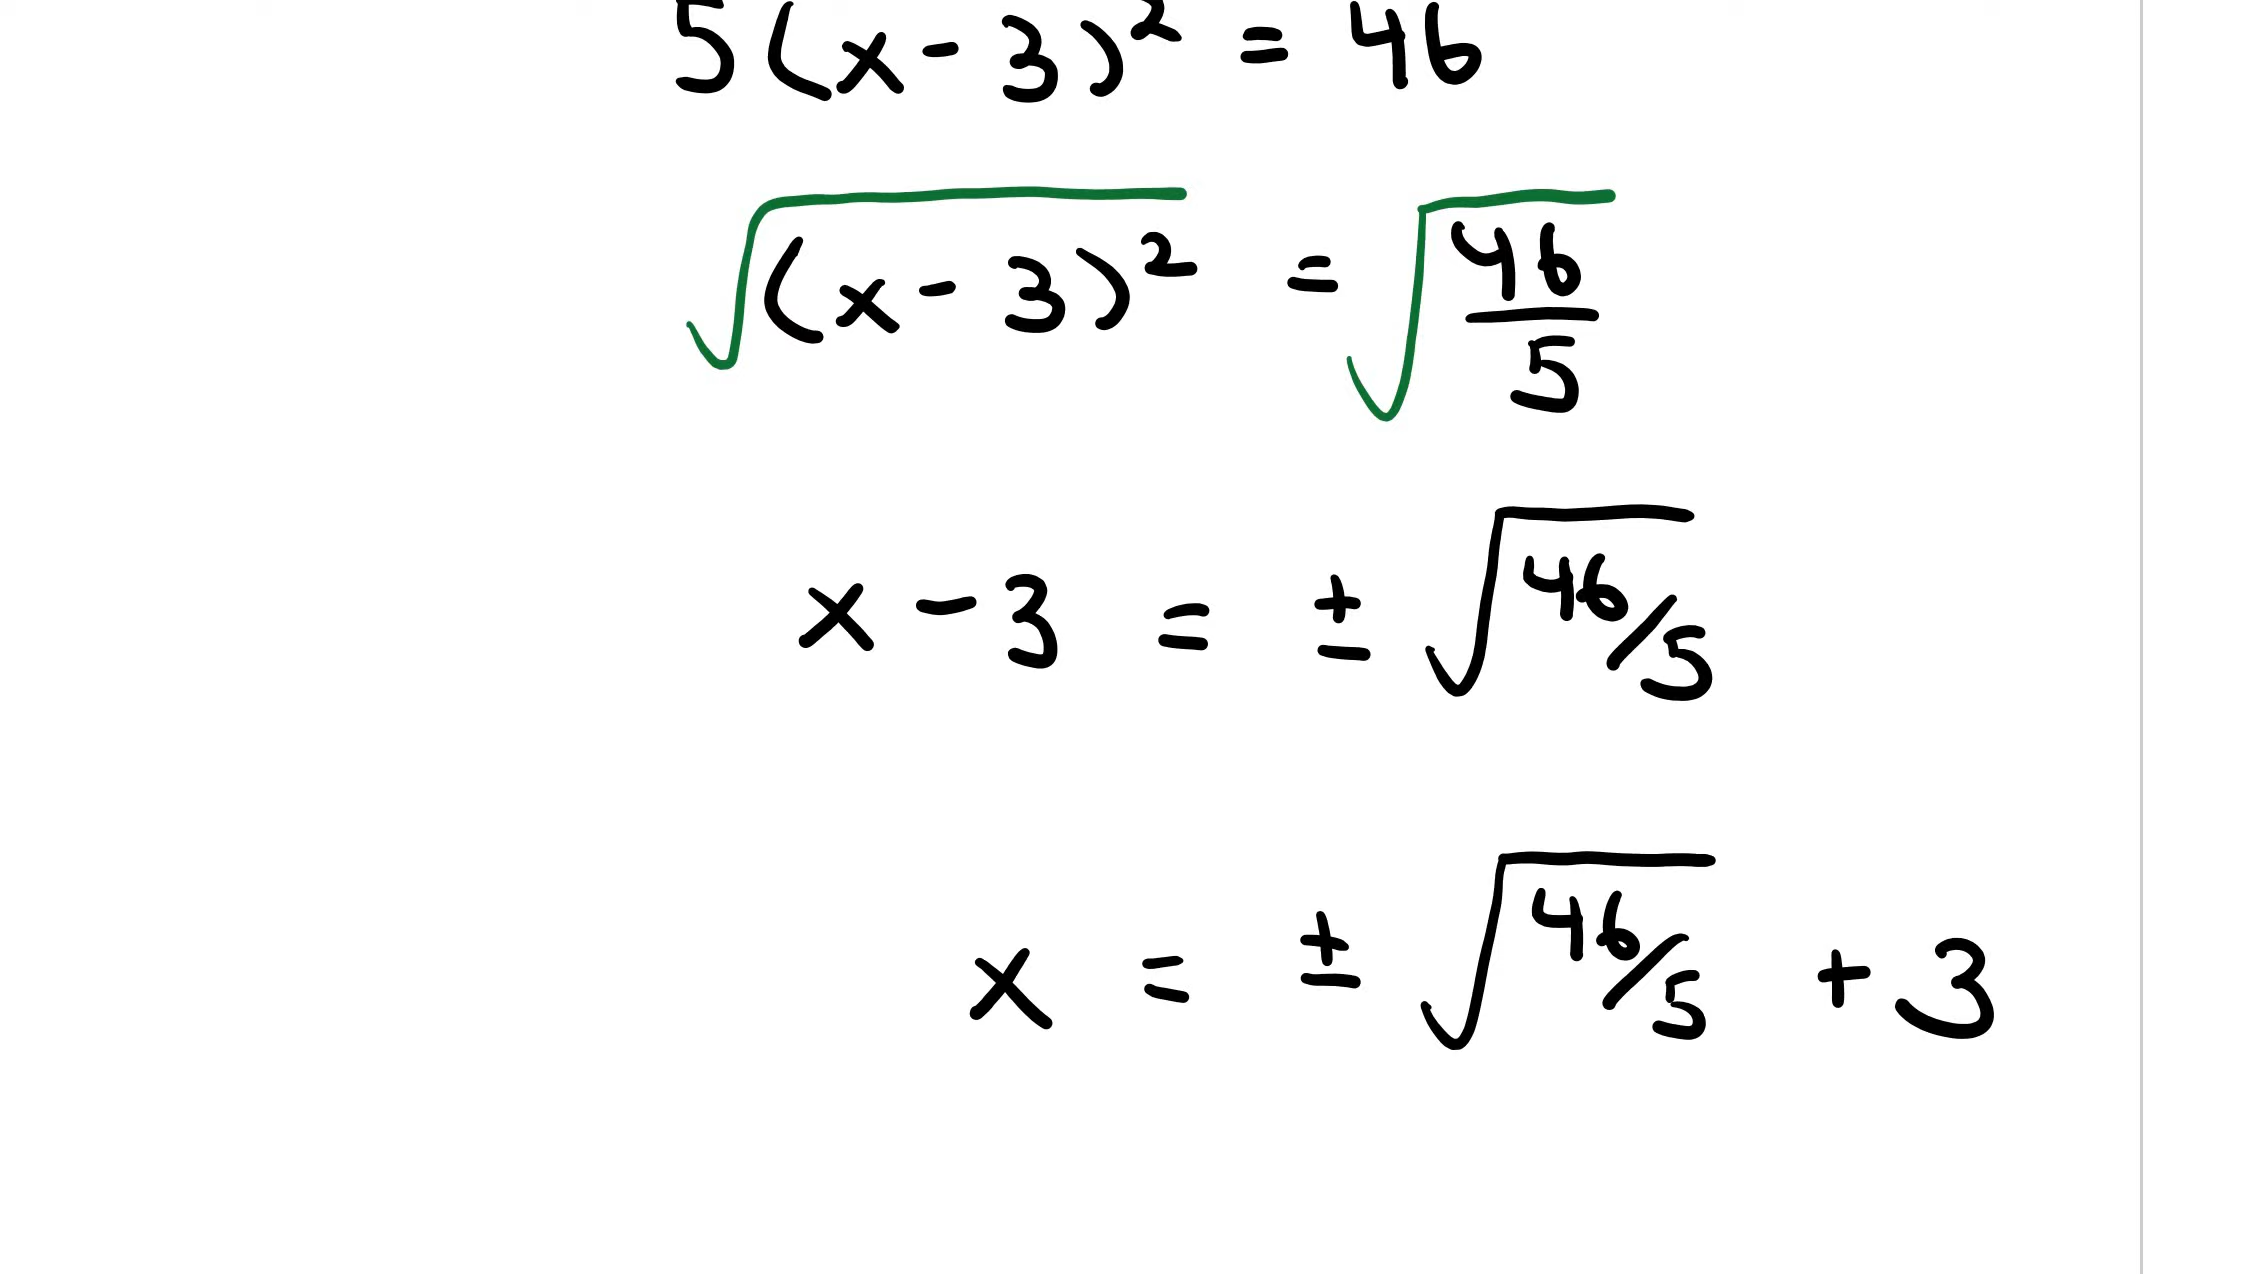 5(x - 3)² = 46
√(x - 3)² = √46/5
x - 3 = ± √46/5
x = ± √46/5 + 3